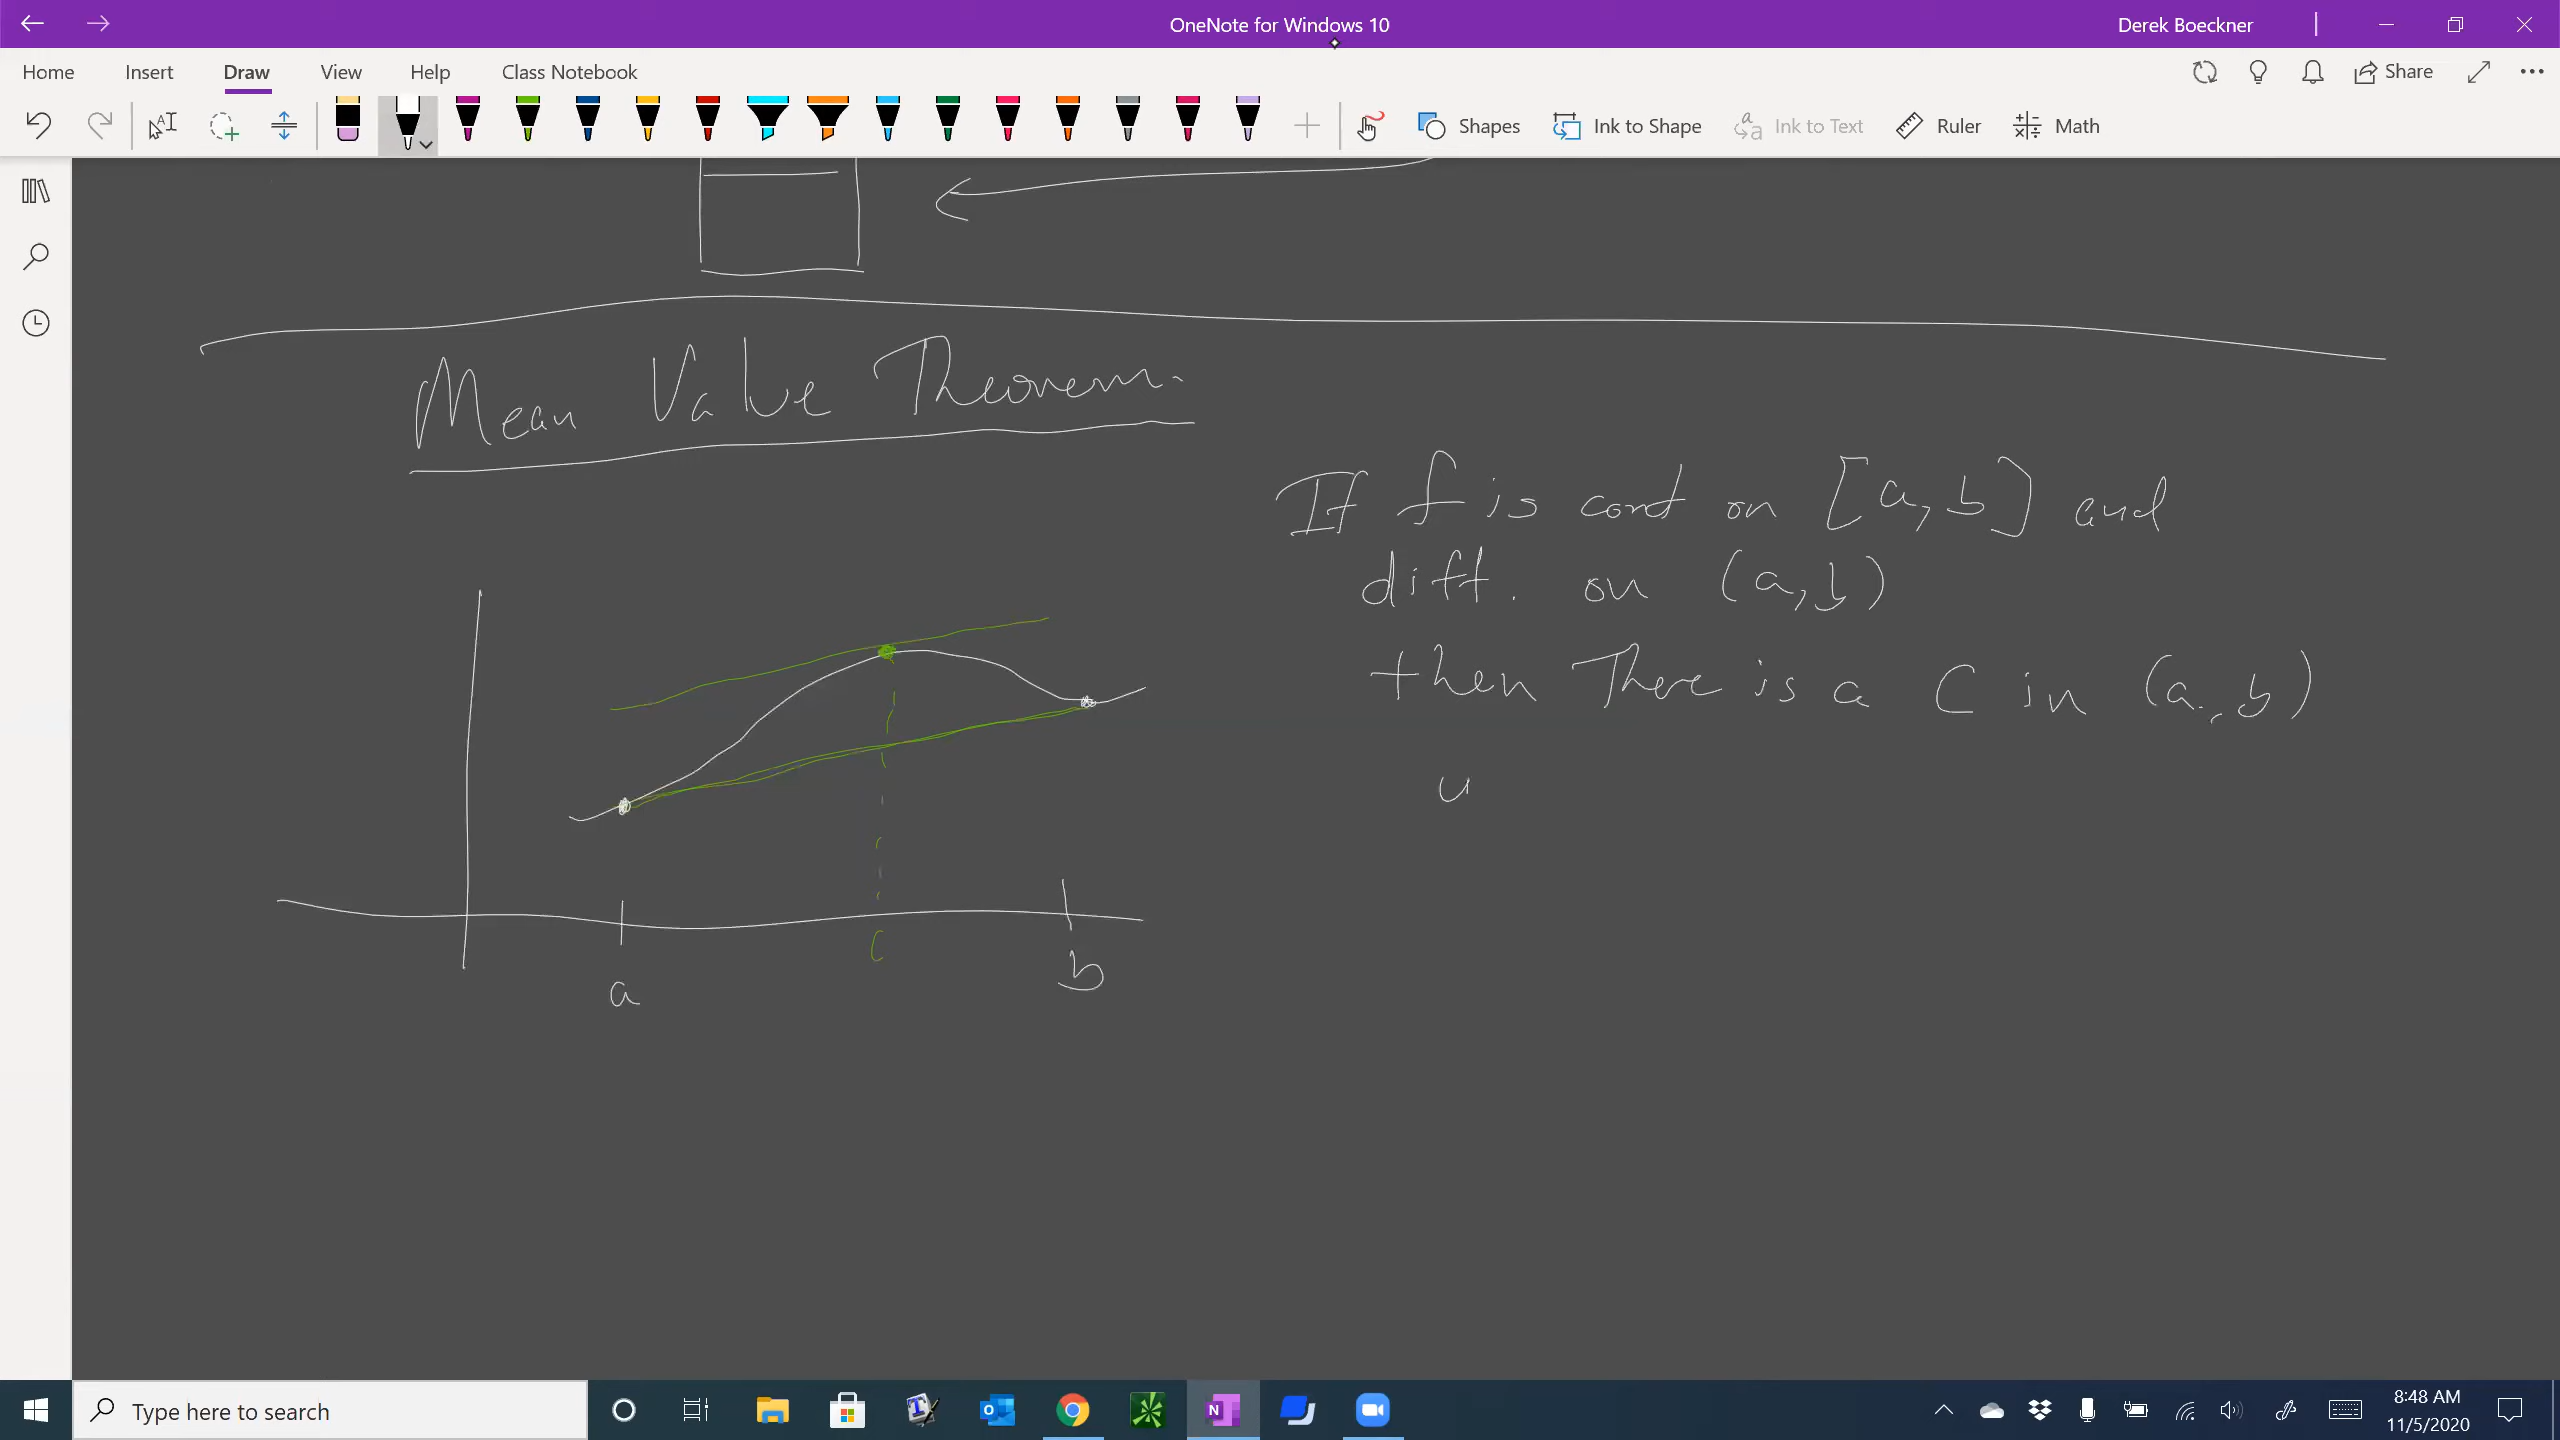 OneNote for Windows 10
Derek Boeckner
Home Insert Draw View Help Class Notebook
Share
Shapes Ink to Shape Ink to Text Ruler Math
Mean Value Theorem.
If f is cont on [a, b] and
diff. on (a, b)
then There is a C in (a, b)
u
c
b
a
Type here to search
8:48 AM
11/5/2020